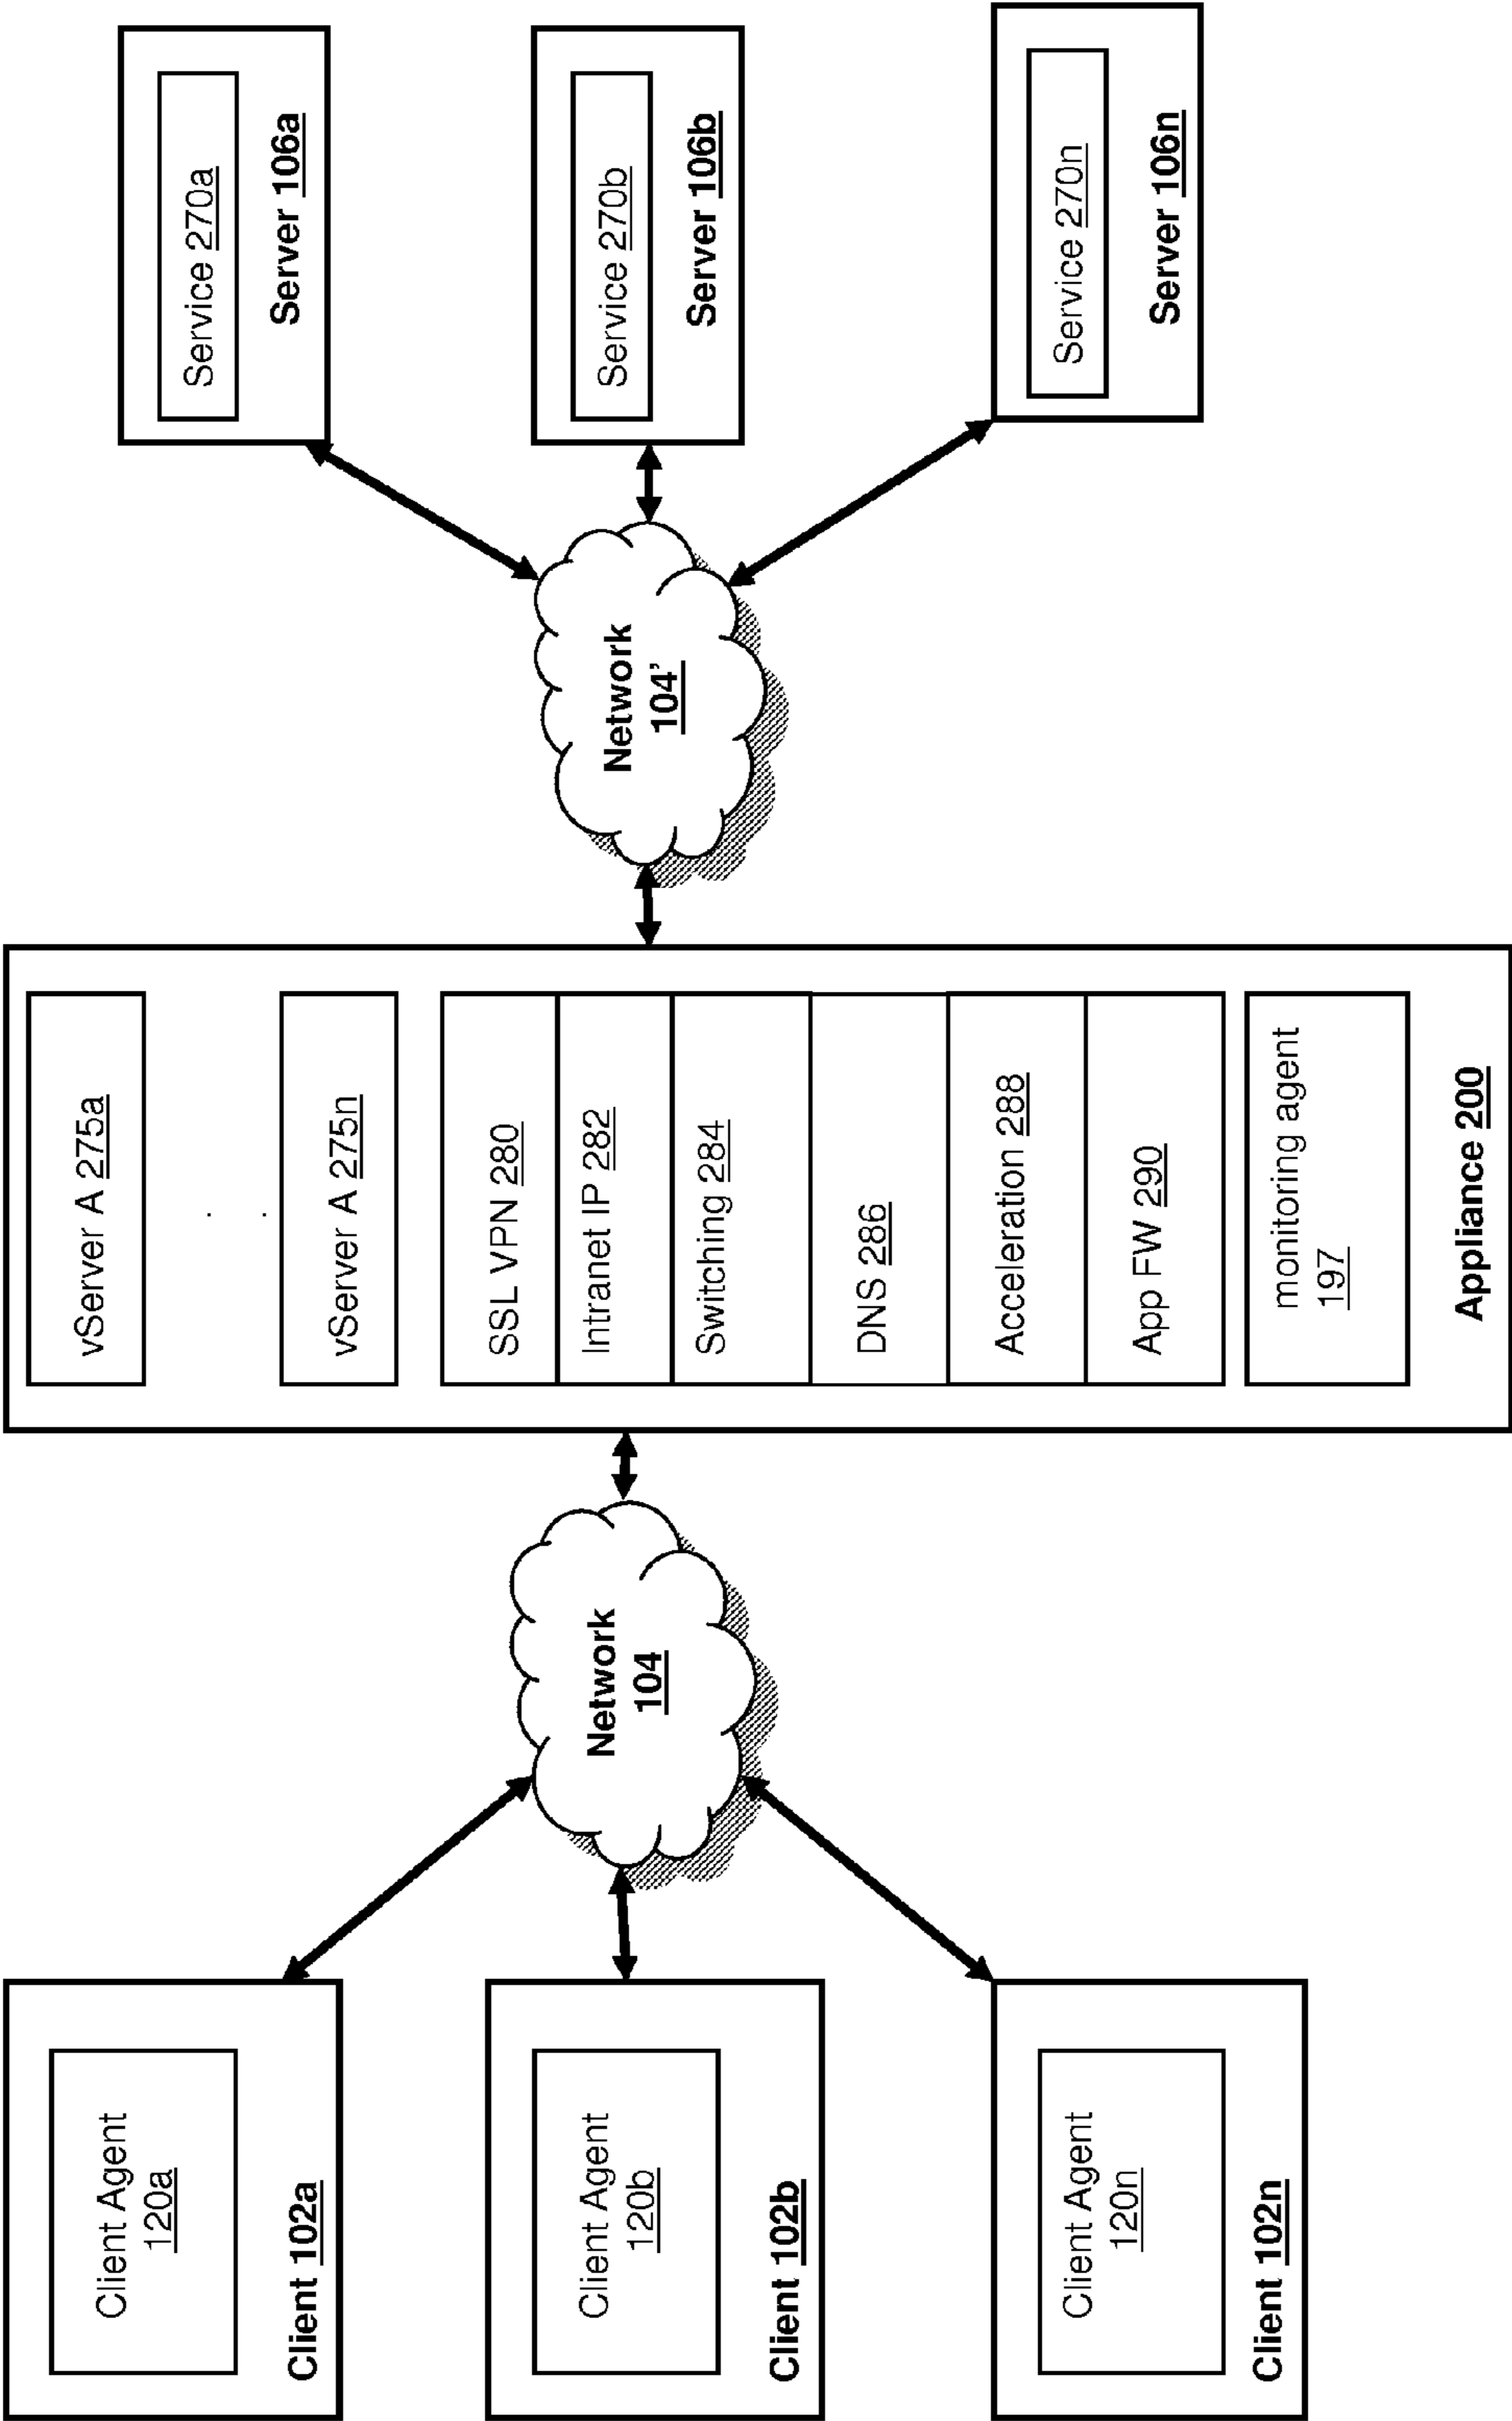 Client Agent
120a
Client 102a
Client Agent
120b
Client 102b
Client Agent
120n
Client 102n
Network
104
vServer A 275a
.
.
vServer A 275n
SSL VPN 280
Intranet IP 282
Switching 284
DNS 286
Acceleration 288
App FW 290
monitoring agent
197
Appliance 200
Network
104'
Service 270a
Server 106a
Service 270b
Server 106b
Service 270n
Server 106n